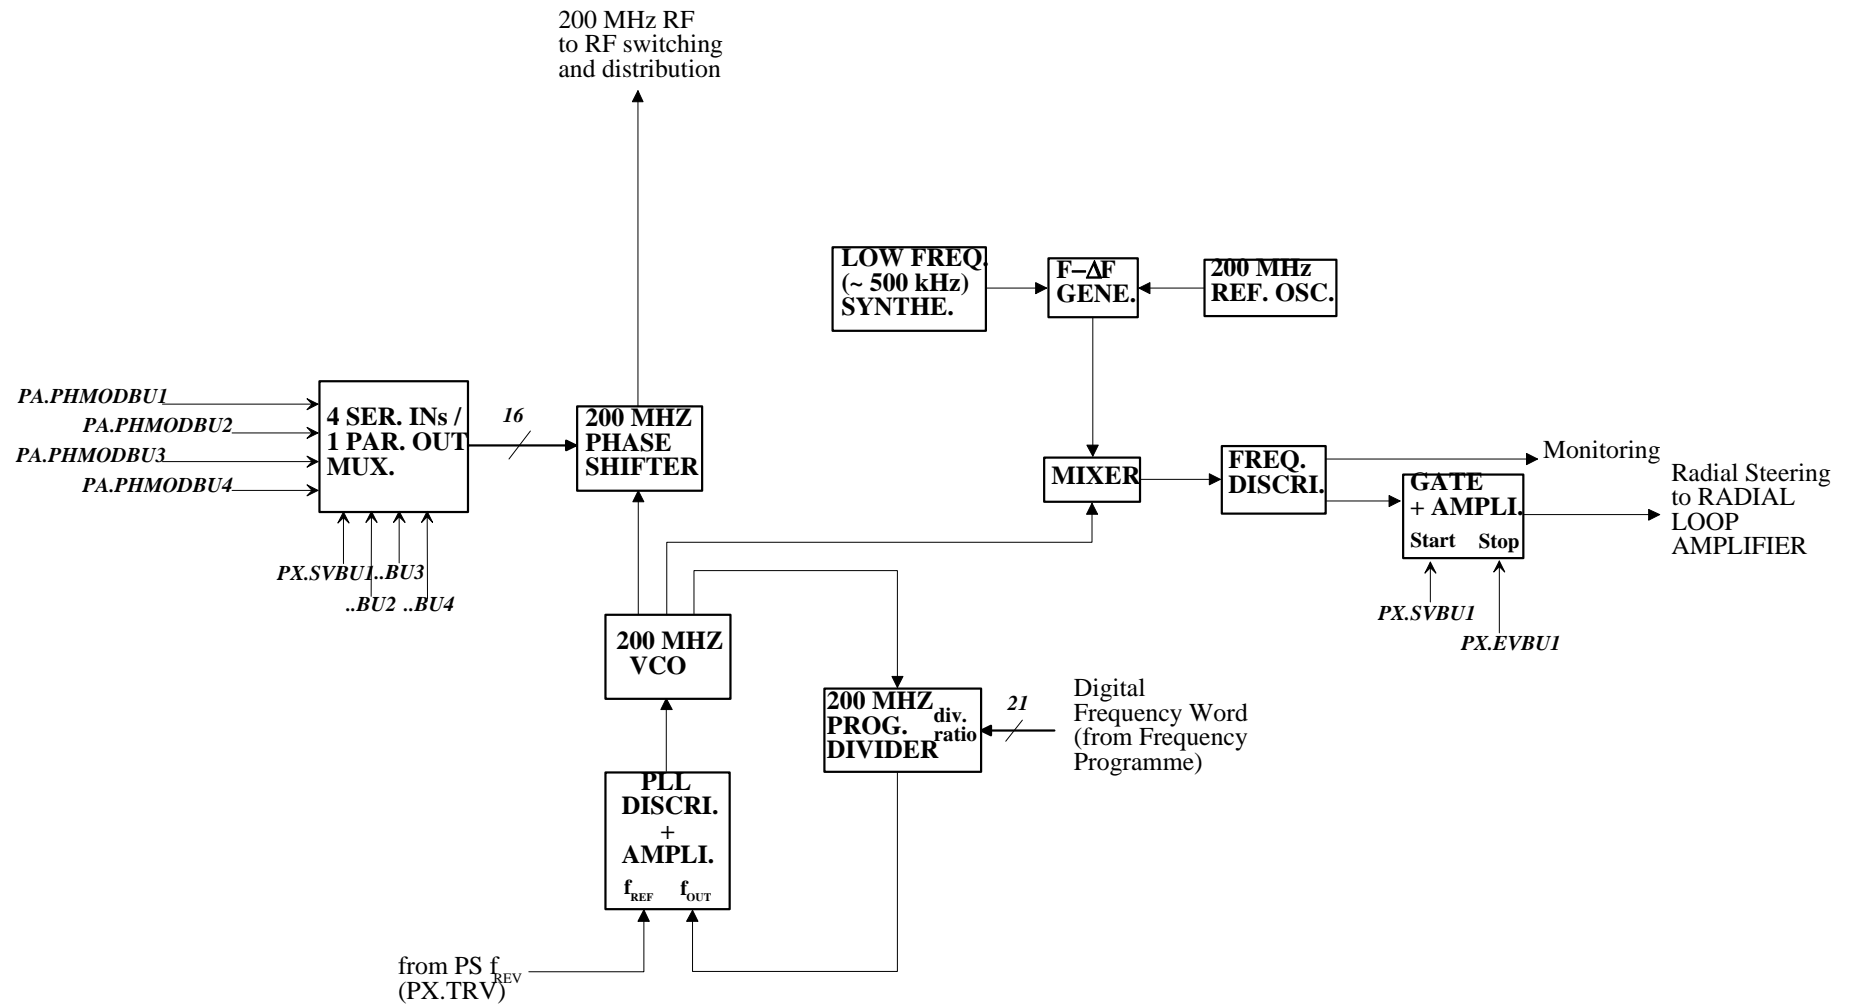 200 MHz RF
to RF switching
and distribution
LOW FREQ.
(~ 500 kHz)
SYNTHE.
F−ΔF
GENE.
200 MHz
REF. OSC.
PA.PHMODBU1
PA.PHMODBU2
PA.PHMODBU3
PA.PHMODBU4
4 SER. INs /
1 PAR. OUT
MUX.
16
200 MHZ
PHASE
SHIFTER
MIXER
FREQ.
DISCRI.
Monitoring
GATE
+ AMPLI.
Start Stop
Radial Steering
to RADIAL
LOOP
AMPLIFIER
PX.SVBU1..BU3
..BU2 ..BU4
PX.SVBU1
PX.EVBU1
200 MHZ
VCO
200 MHZ
PROG.
DIVIDER
div.
ratio
21
Digital
Frequency Word
(from Frequency
Programme)
PLL
DISCRI.
+
AMPLI.
fREF fOUT
from PS fREV
(PX.TRV)